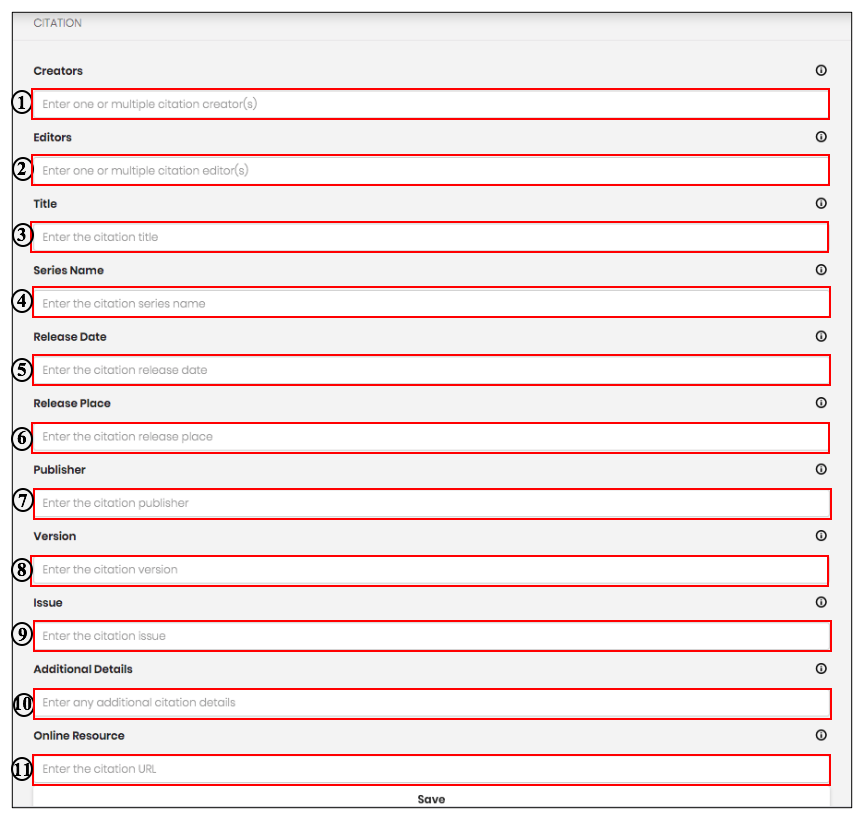 CITATION
Creators
1 Enter one or multiple citation creator(s)
Editors
2 Enter one or multiple citation editor(s)
Title
3 Enter the citation title
Series Name
4 Enter the citation series name
Release Date
5 Enter the citation release date
Release Place
6 Enter the citation release place
Publisher
7 Enter the citation publisher
Version
8 Enter the citation version
Issue
9 Enter the citation issue
Additional Details
10 Enter any additional citation details
Online Resource
11 Enter the citation URL
Save